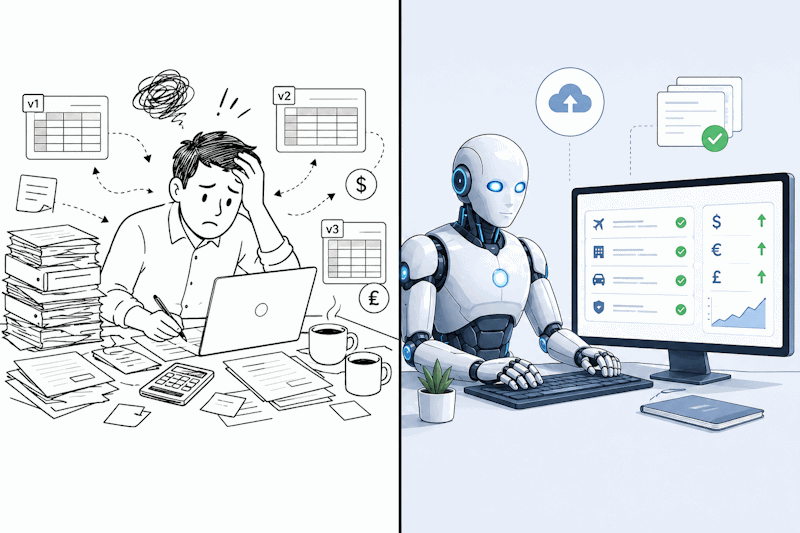 v1
v2
$
v3
£
$
€
£